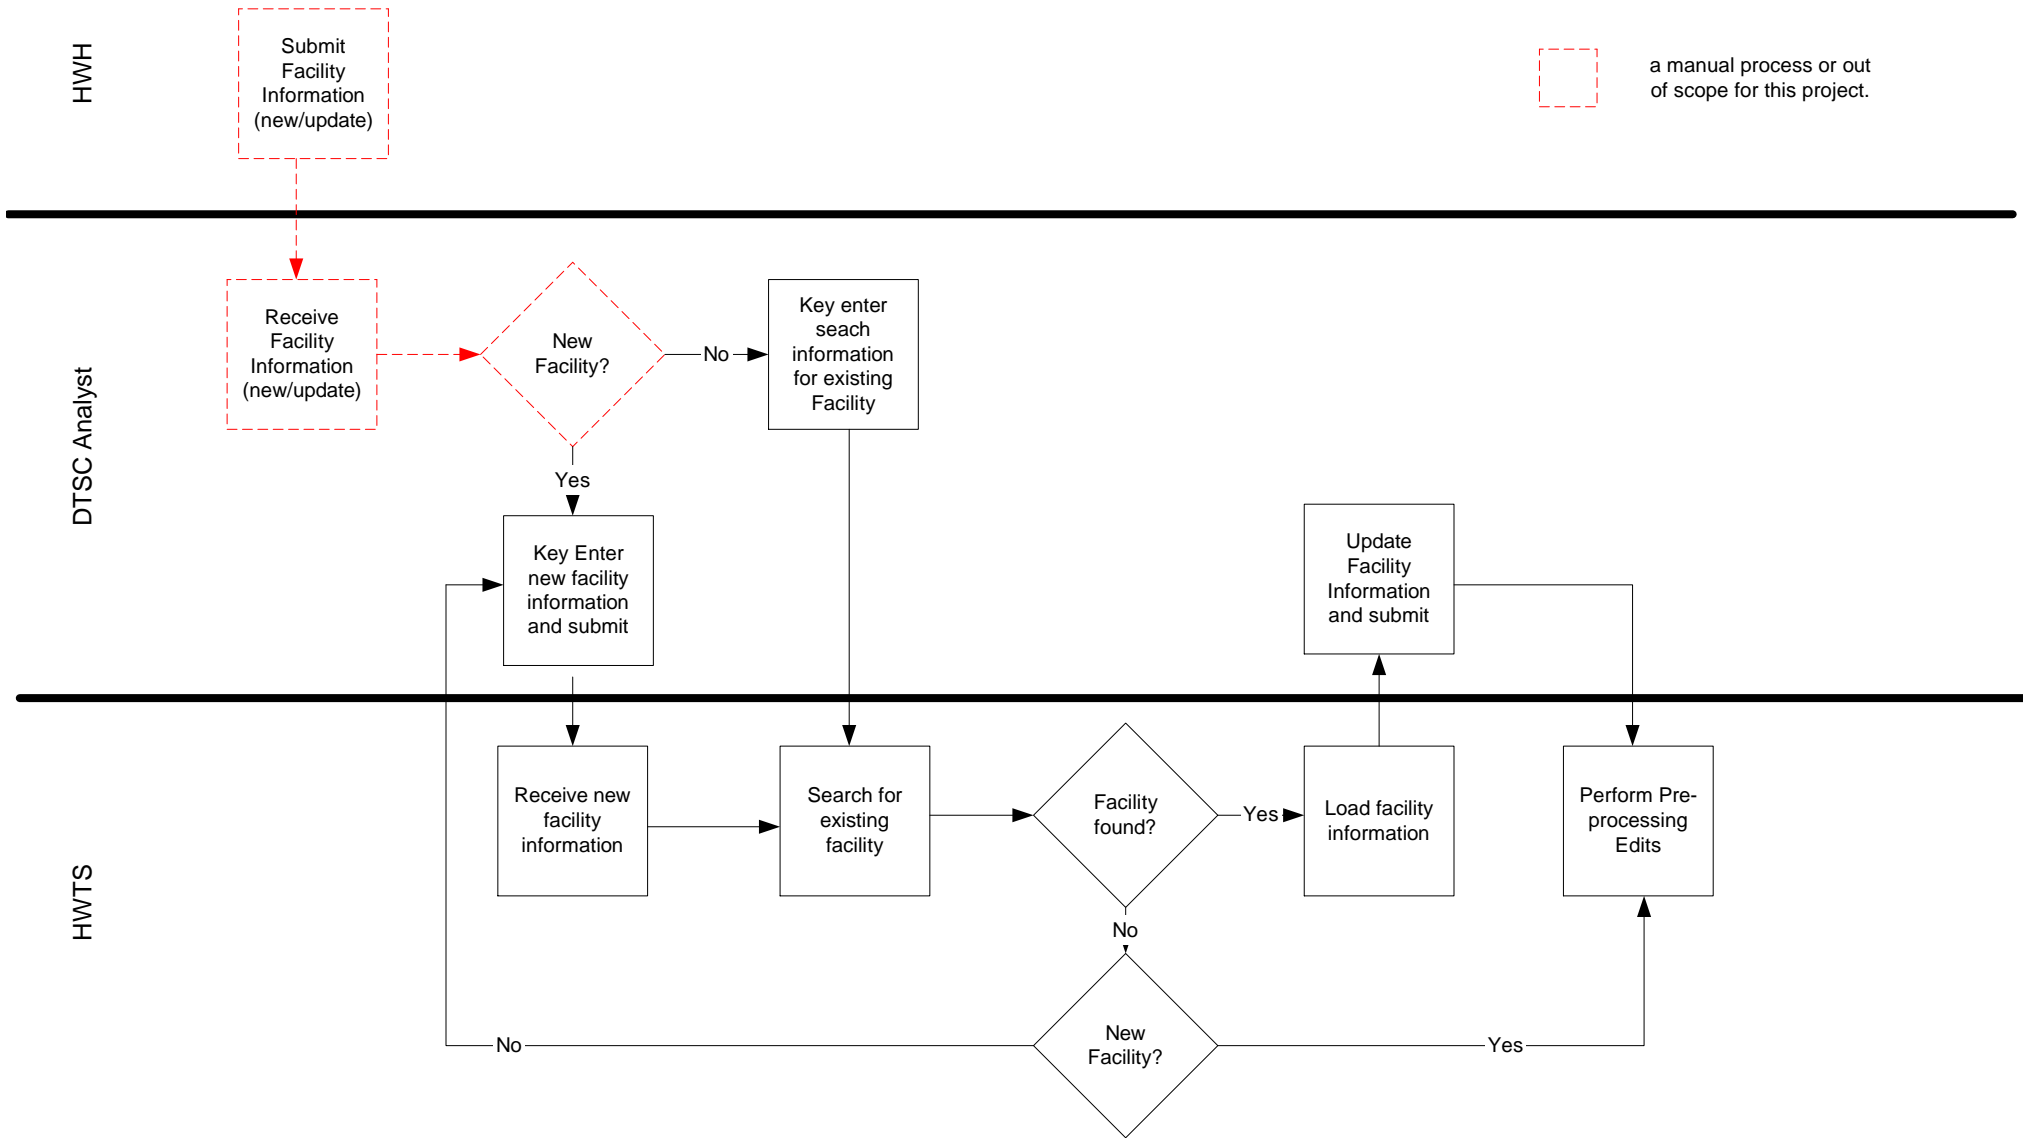 HWH
Submit
Facility
Information
(new/update)
a manual process or out
of scope for this project.
DTSC Analyst
Receive
Facility
Information
(new/update)
New
Facility?
No
Key enter
seach
information
for existing
Facility
Yes
Key Enter
new facility
information
and submit
Update
Facility
Information
and submit
HWTS
Receive new
facility
information
Search for
existing
facility
Facility
found?
Yes
Load facility
information
Perform Pre-
processing
Edits
No
New
Facility?
No
Yes